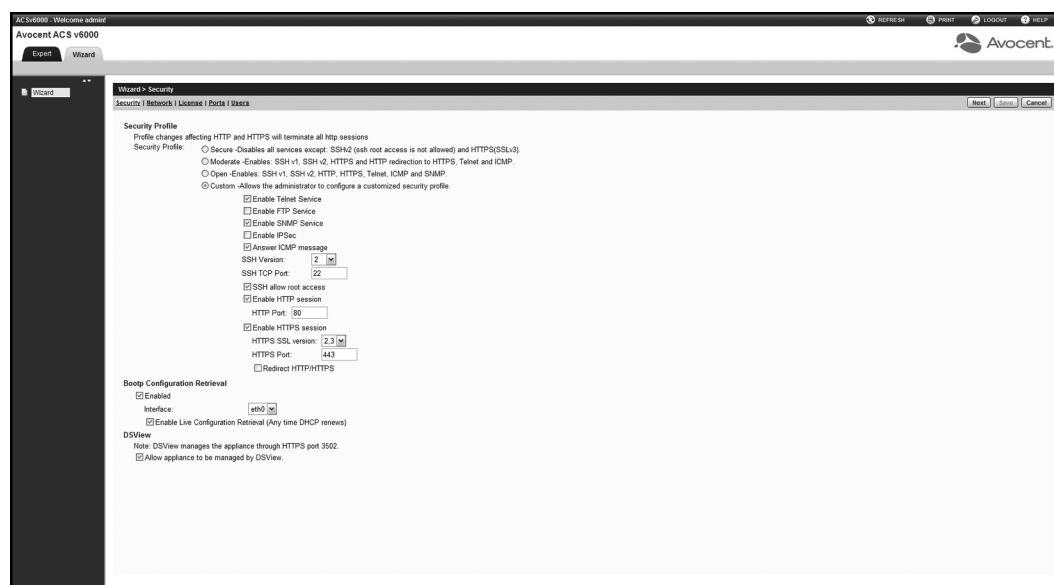 ACSv6000 - Welcome admin!
REFRESH PRINT LOGOUT HELP
Avocent ACS v6000
Avocent.
Expert Wizard
Wizard
Wizard > Security
Security | Network | License | Ports | Users
Next Save Cancel
Security Profile
Profile changes affecting HTTP and HTTPS will terminate all http sessions
Security Profile:
Secure -Disables all services except: SSHv2 (ssh root access is not allowed) and HTTPS(SSLv3).
Moderate -Enables: SSH v1, SSH v2, HTTPS and HTTP redirection to HTTPS, Telnet and ICMP.
Open -Enables: SSH v1, SSH v2, HTTP, HTTPS, Telnet, ICMP and SNMP.
Custom -Allows the administrator to configure a customized security profile.
Enable Telnet Service
Enable FTP Service
Enable SNMP Service
Enable IPSec
Answer ICMP message
SSH Version: 2
SSH TCP Port: 22
SSH allow root access
Enable HTTP session
HTTP Port: 80
Enable HTTPS session
HTTPS SSL version: 2,3
HTTPS Port: 443
Redirect HTTP/HTTPS
Bootp Configuration Retrieval
Enabled
Interface: eth0
Enable Live Configuration Retrieval (Any time DHCP renews)
DSView
Note: DSView manages the appliance through HTTPS port 3502.
Allow appliance to be managed by DSView.